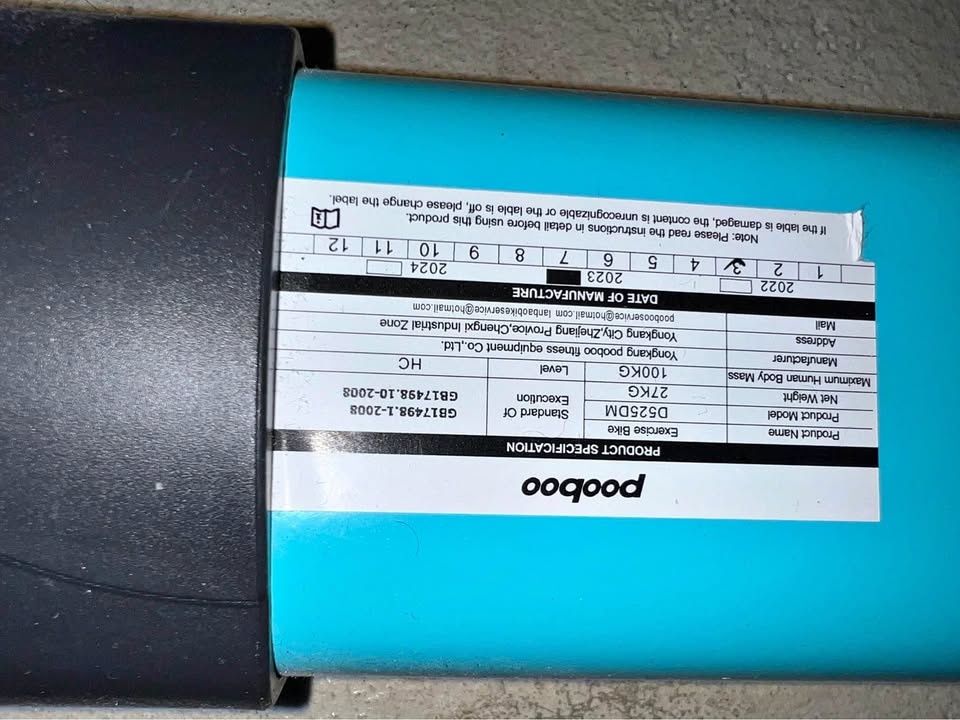 pooboo
PRODUCT SPECIFICATION
Product Name Exercise Bike Standard Of Execution GB17498.1-2008 GB17498.10-2008
Product Model D525DM
Net Weight 27KG
Maximum Human Body Mass 100KG Level HC
Manufacturer Yongkang pooboo fitness equipment Co.,Ltd.
Address Yongkang City,ZheJiang Provice,Chengxi Industrial Zone
Mail poobooservice@hotmail.com lanbaobikeservice@hotmail.com
DATE OF MANUFACTURE
2022 2023 2024
1 2 3 4 5 6 7 8 9 10 11 12
Note: Please read the instructions in detail before using this product.
If the lable is damaged, the content is unrecognizable or the lable is off, please change the label.